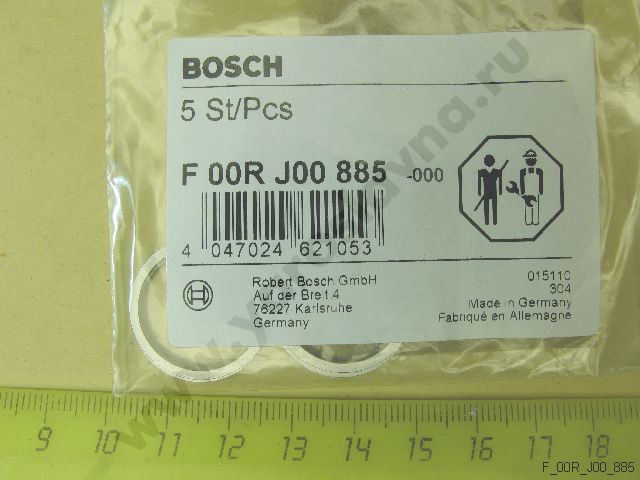 BOSCH
5 St/Pcs
F 00R J00 885 -000
4 047024 621053
Robert Bosch GmbH
Auf der Breit 4
76227 Karlsruhe
Germany
015110
304
Made in Germany
Fabriqué en Allemagne
9 10 11 12 13 14 15 16 17 18
F_00R_J00_885